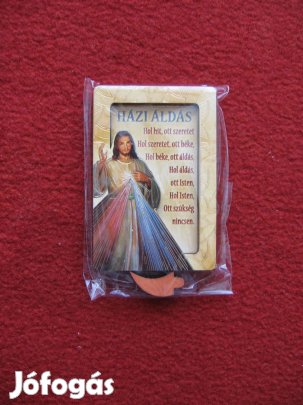 HÁZI ÁLDÁS
Hol hit, ott szeretet
Hol szeretet, ott béke,
Hol béke, ott áldás,
Hol áldás,
ott Isten,
Hol Isten,
Ott szükség
nincsen.
Jófogás